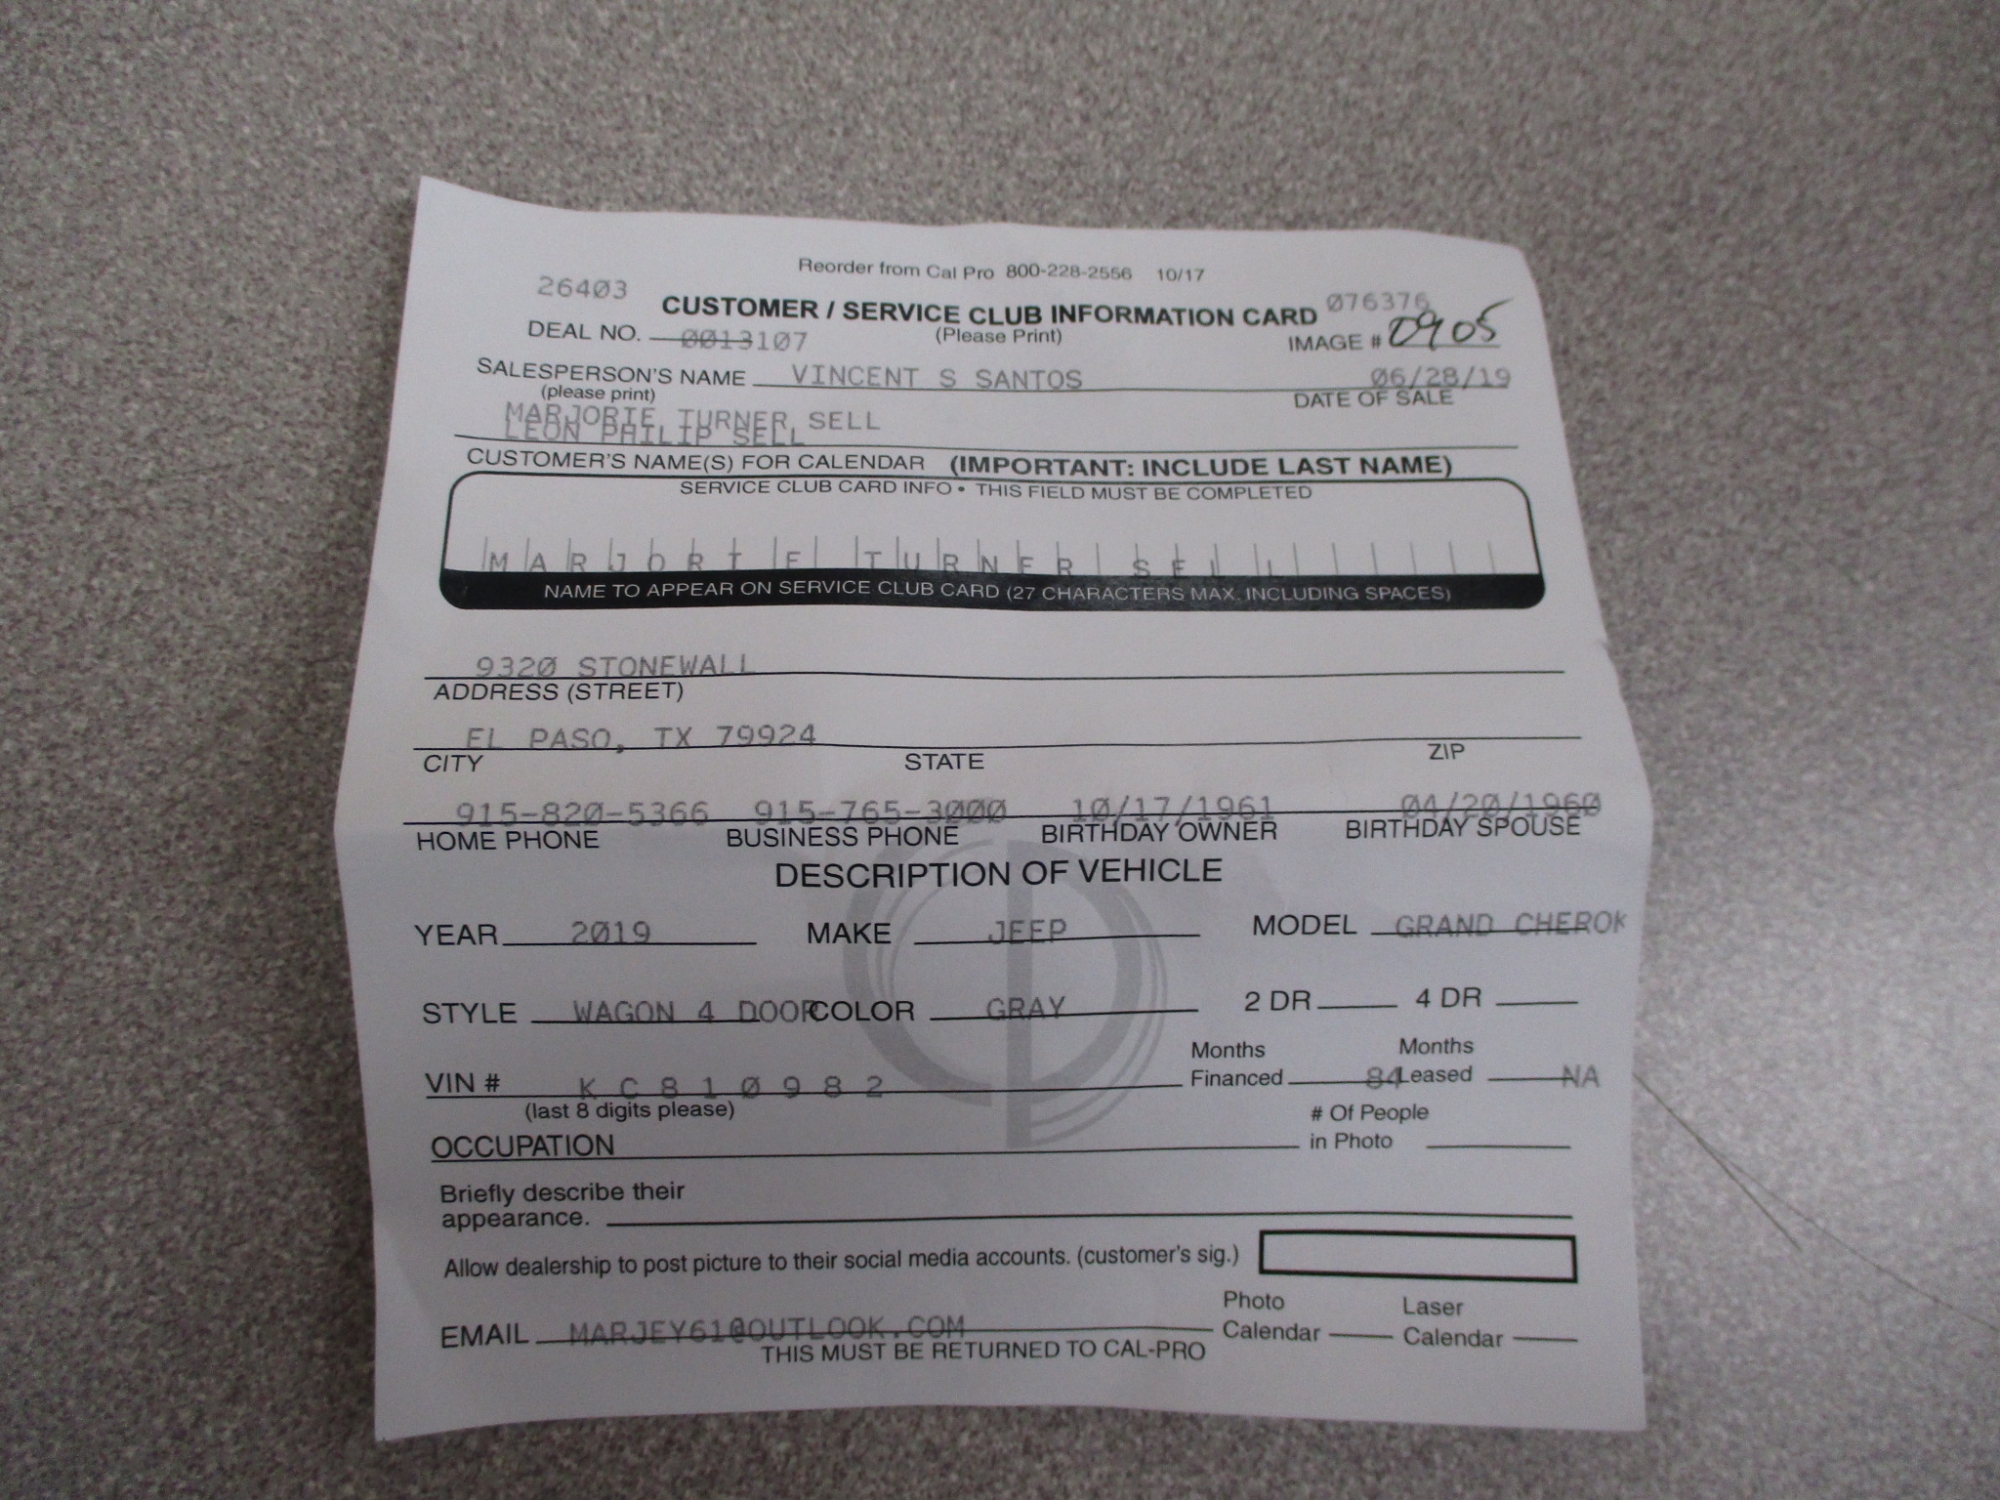 Reorder from Cal Pro 800-228-2556 10/17
26403 CUSTOMER / SERVICE CLUB INFORMATION CARD 076376
DEAL NO. 0013107 (Please Print) IMAGE # 0905
SALESPERSON'S NAME VINCENT S SANTOS 06/28/19
(please print) DATE OF SALE
MARJORIE TURNER SELL
LEON PHILIP SELL
CUSTOMER'S NAME(S) FOR CALENDAR (IMPORTANT: INCLUDE LAST NAME)
SERVICE CLUB CARD INFO • THIS FIELD MUST BE COMPLETED
MARJORIE TURNER SELL
NAME TO APPEAR ON SERVICE CLUB CARD (27 CHARACTERS MAX. INCLUDING SPACES)
9320 STONEWALL
ADDRESS (STREET)
EL PASO, TX 79924
CITY STATE ZIP
915-820-5366 915-765-3000 10/17/1961 04/20/1960
HOME PHONE BUSINESS PHONE BIRTHDAY OWNER BIRTHDAY SPOUSE
DESCRIPTION OF VEHICLE
YEAR 2019 MAKE JEEP MODEL GRAND CHEROK
STYLE WAGON 4 DOOR COLOR GRAY 2 DR 4 DR
Months Months
VIN # K C 8 1 0 9 8 2 Financed 84 Leased NA
(last 8 digits please) # Of People
OCCUPATION in Photo
Briefly describe their
appearance.
Allow dealership to post picture to their social media accounts. (customer's sig.)
Photo Laser
EMAIL MARJEY61@OUTLOOK.COM Calendar Calendar
THIS MUST BE RETURNED TO CAL-PRO